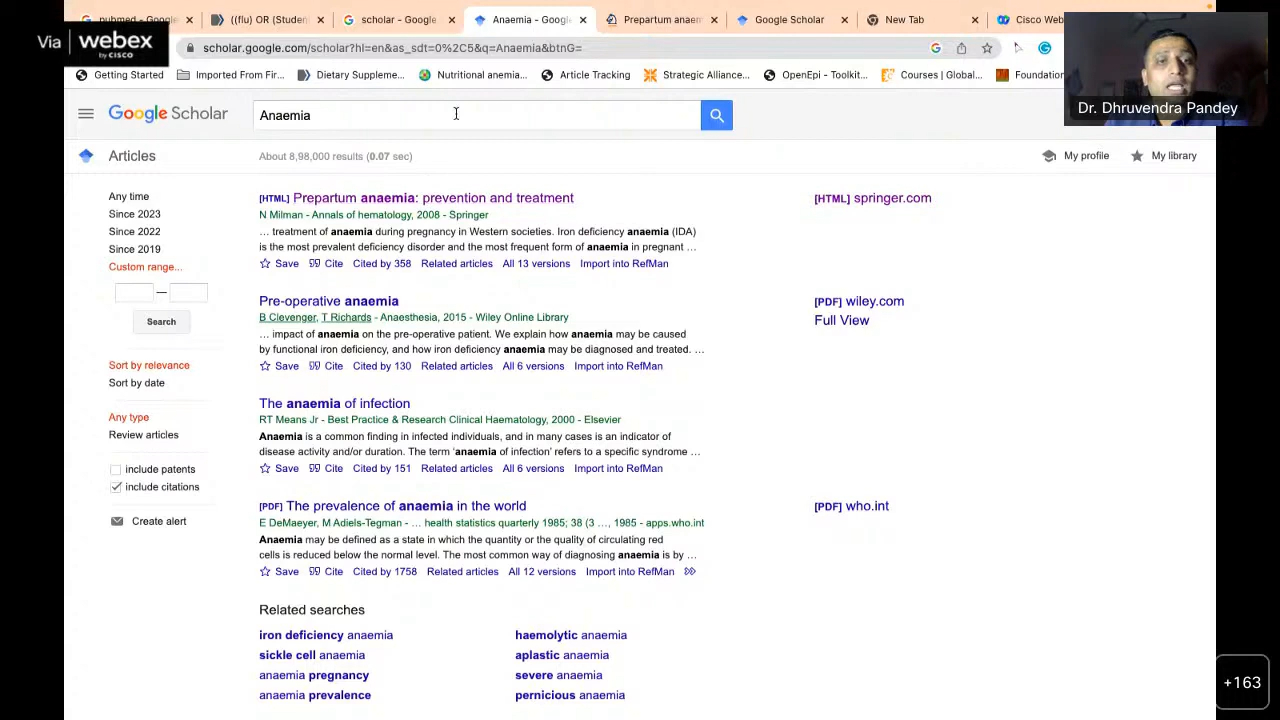 pubmed - Google
((flu) OR (Stand
scholar - Google
Anaemia - Goog
Prepartum anaem
Google Scholar
New Tab
Cisco Web
Via webex
by CISCO
scholar.google.com/scholar?hl=en&as_sdt=0%2C5&q=Anaemia&btnG=
Getting Started
Imported From Fir...
Dietary Suppleme...
Nutritional anemia...
Article Tracking
Strategic Alliance...
OpenEpi - Toolkit...
Courses | Global...
Foundation
Dr. Dhruvendra Pandey
Google Scholar
Anaemia
Articles
About 8,98,000 results (0.07 sec)
My profile
My library
Any time
Since 2023
Since 2022
Since 2019
Custom range...
—
Search
Sort by relevance
Sort by date
Any type
Review articles
include patents
include citations
Create alert
[HTML] Prepartum anaemia: prevention and treatment
N Milman - Annals of hematology, 2008 - Springer
… treatment of anaemia during pregnancy in Western societies. Iron deficiency anaemia (IDA)
is the most prevalent deficiency disorder and the most frequent form of anaemia in pregnant …
Save Cite Cited by 358 Related articles All 13 versions Import into RefMan
[HTML] springer.com
Pre-operative anaemia
B Clevenger, T Richards - Anaesthesia, 2015 - Wiley Online Library
… impact of anaemia on the pre-operative patient. We explain how anaemia may be caused
by functional iron deficiency, and how iron deficiency anaemia may be diagnosed and treated. …
Save Cite Cited by 130 Related articles All 6 versions Import into RefMan
[PDF] wiley.com
Full View
The anaemia of infection
RT Means Jr - Best Practice & Research Clinical Haematology, 2000 - Elsevier
Anaemia is a common finding in infected individuals, and in many cases is an indicator of
disease activity and/or duration. The term 'anaemia of infection' refers to a specific syndrome …
Save Cite Cited by 151 Related articles All 6 versions Import into RefMan
[PDF] The prevalence of anaemia in the world
E DeMaeyer, M Adiels-Tegman - … health statistics quarterly 1985; 38 (3 …, 1985 - apps.who.int
Anaemia may be defined as a state in which the quantity or the quality of circulating red
cells is reduced below the normal level. The most common way of diagnosing anaemia is by …
Save Cite Cited by 1758 Related articles All 12 versions Import into RefMan
[PDF] who.int
Related searches
iron deficiency anaemia
haemolytic anaemia
sickle cell anaemia
aplastic anaemia
anaemia pregnancy
severe anaemia
anaemia prevalence
pernicious anaemia
+163